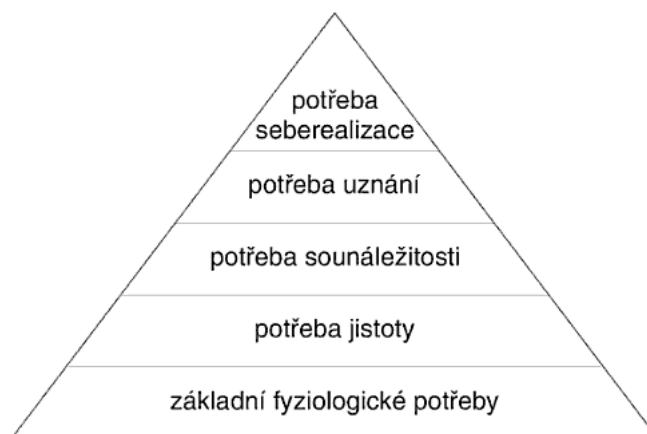 potřeba
seberealizace
potřeba uznání
potřeba sounáležitosti
potřeba jistoty
základní fyziologické potřeby